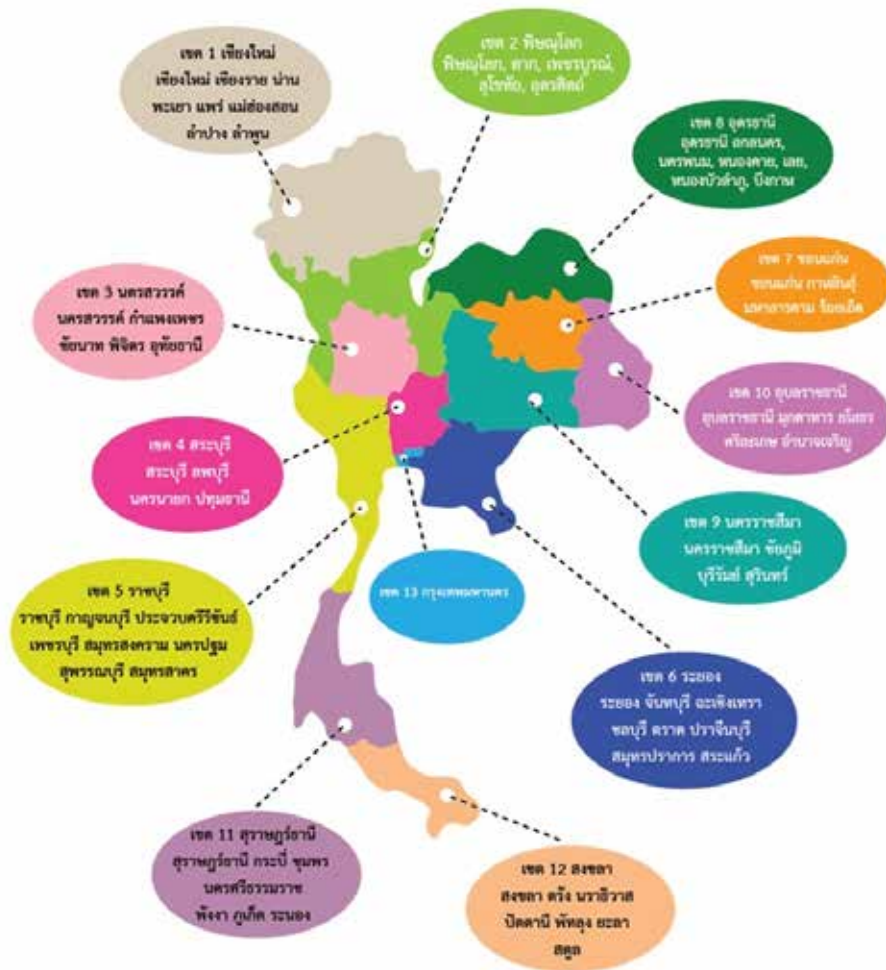 เขต 1 เชียงใหม่
เชียงใหม่ เชียงราย น่าน
พะเยา แพร่ แม่ฮ่องสอน
ลำปาง ลำพูน
เขต 2 พิษณุโลก
พิษณุโลก, ตาก, เพชรบูรณ์,
สุโขทัย, อุตรดิตถ์
เขต 8 อุดรธานี
อุดรธานี สกลนคร,
นครพนม, หนองคาย, เลย,
หนองบัวลำภู, บึงกาฬ
เขต 3 นครสวรรค์
นครสวรรค์ กำแพงเพชร
ชัยนาท พิจิตร อุทัยธานี
เขต 7 ขอนแก่น
ขอนแก่น กาฬสินธุ์
มหาสารคาม ร้อยเอ็ด
เขต 10 อุบลราชธานี
อุบลราชธานี มุกดาหาร ยโสธร
ศรีสะเกษ อำนาจเจริญ
เขต 4 สระบุรี
สระบุรี ลพบุรี
นครนายก ปทุมธานี
เขต 9 นครราชสีมา
นครราชสีมา ชัยภูมิ
บุรีรัมย์ สุรินทร์
เขต 13 กรุงเทพมหานคร
เขต 5 ราชบุรี
ราชบุรี กาญจนบุรี ประจวบคีรีขันธ์
เพชรบุรี สมุทรสงคราม นครปฐม
สุพรรณบุรี สมุทรสาคร
เขต 6 ระยอง
ระยอง จันทบุรี ฉะเชิงเทรา
ชลบุรี ตราด ปราจีนบุรี
สมุทรปราการ สระแก้ว
เขต 11 สุราษฎร์ธานี
สุราษฎร์ธานี กระบี่ ชุมพร
นครศรีธรรมราช
พังงา ภูเก็ต ระนอง
เขต 12 สงขลา
สงขลา ตรัง นราธิวาส
ปัตตานี พัทลุง ยะลา
สตูล